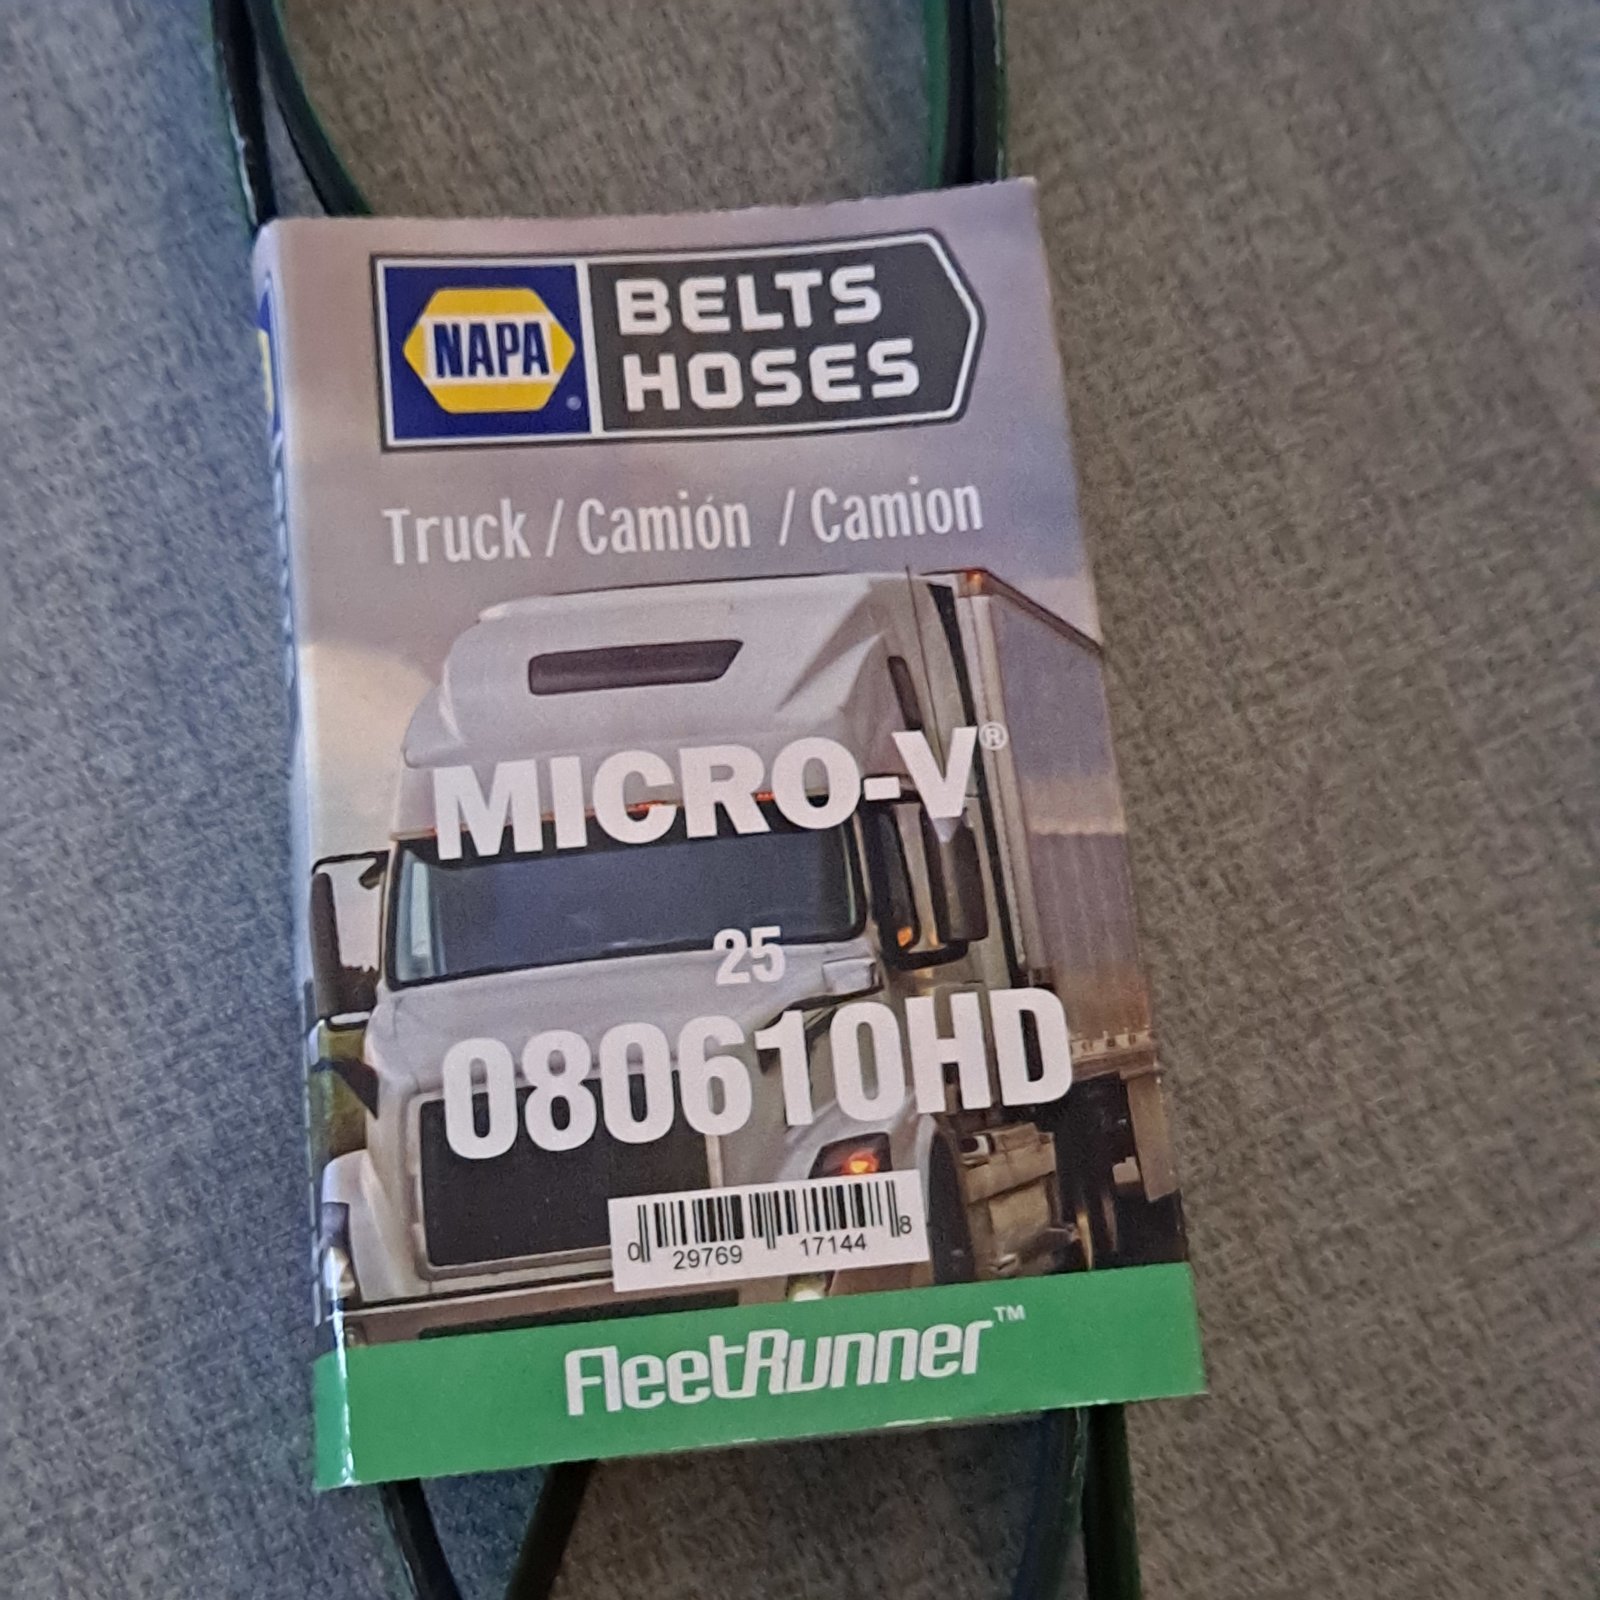 NAPA®
BELTS
HOSES
Truck / Camión / Camion
MICRO-V®
25
080610HD
0 29769 17144 8
FleetRunner™